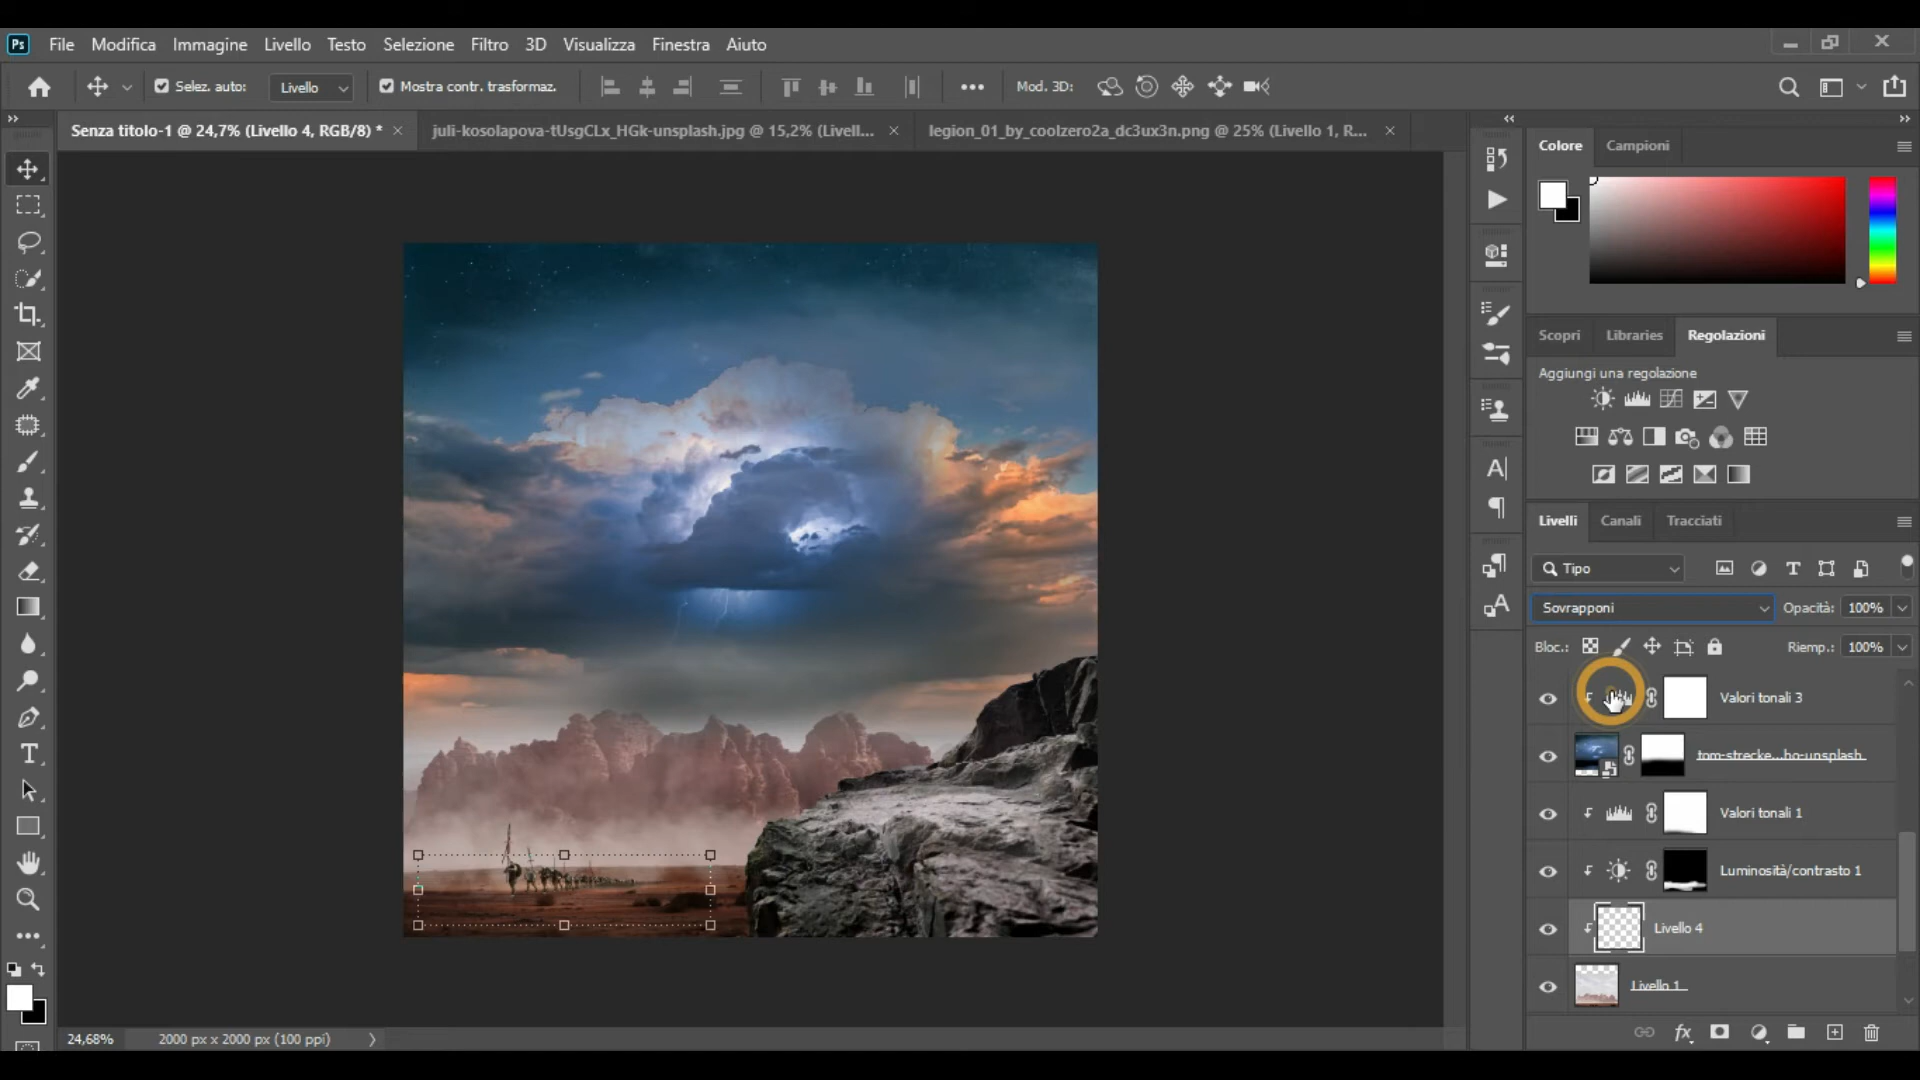 Ps File Modifica Immagine Livello Testo Selezione Filtro 3D Visualizza Finestra Aiuto
Selez. auto: Livello Mostra contr. trasformaz. Mod. 3D:
Senza titolo-1 @ 24,7% (Livello 4, RGB/8) * juli-kosolapova-tUsgCLx_HGk-unsplash.jpg @ 15,2% (Livell... legion_01_by_coolzero2a_dc3ux3n.png @ 25% (Livello 1, R...
Colore Campioni
Scopri Libraries Regolazioni
Aggiungi una regolazione
Livelli Canali Tracciati
Tipo
Sovrapponi Opacità: 100%
Bloc.: Riemp.: 100%
Valori tonali 3
tom-strecke...ho-unsplash
Valori tonali 1
Luminosità/contrasto 1
Livello 4
Livello 1
24,68% 2000 px x 2000 px (100 ppi)